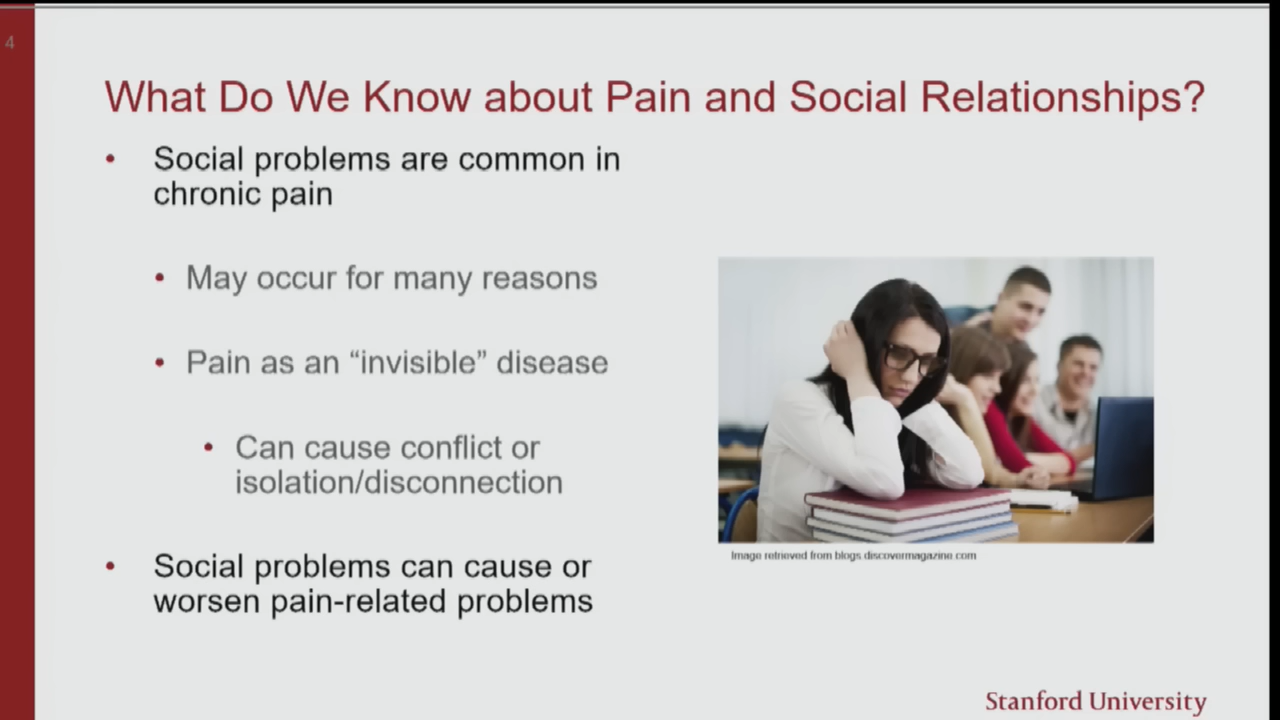 4
What Do We Know about Pain and Social Relationships?
• Social problems are common in
chronic pain
• May occur for many reasons
• Pain as an “invisible” disease
• Can cause conflict or
isolation/disconnection
• Social problems can cause or
worsen pain-related problems
Image retrieved from blogs.discovermagazine.com
Stanford University